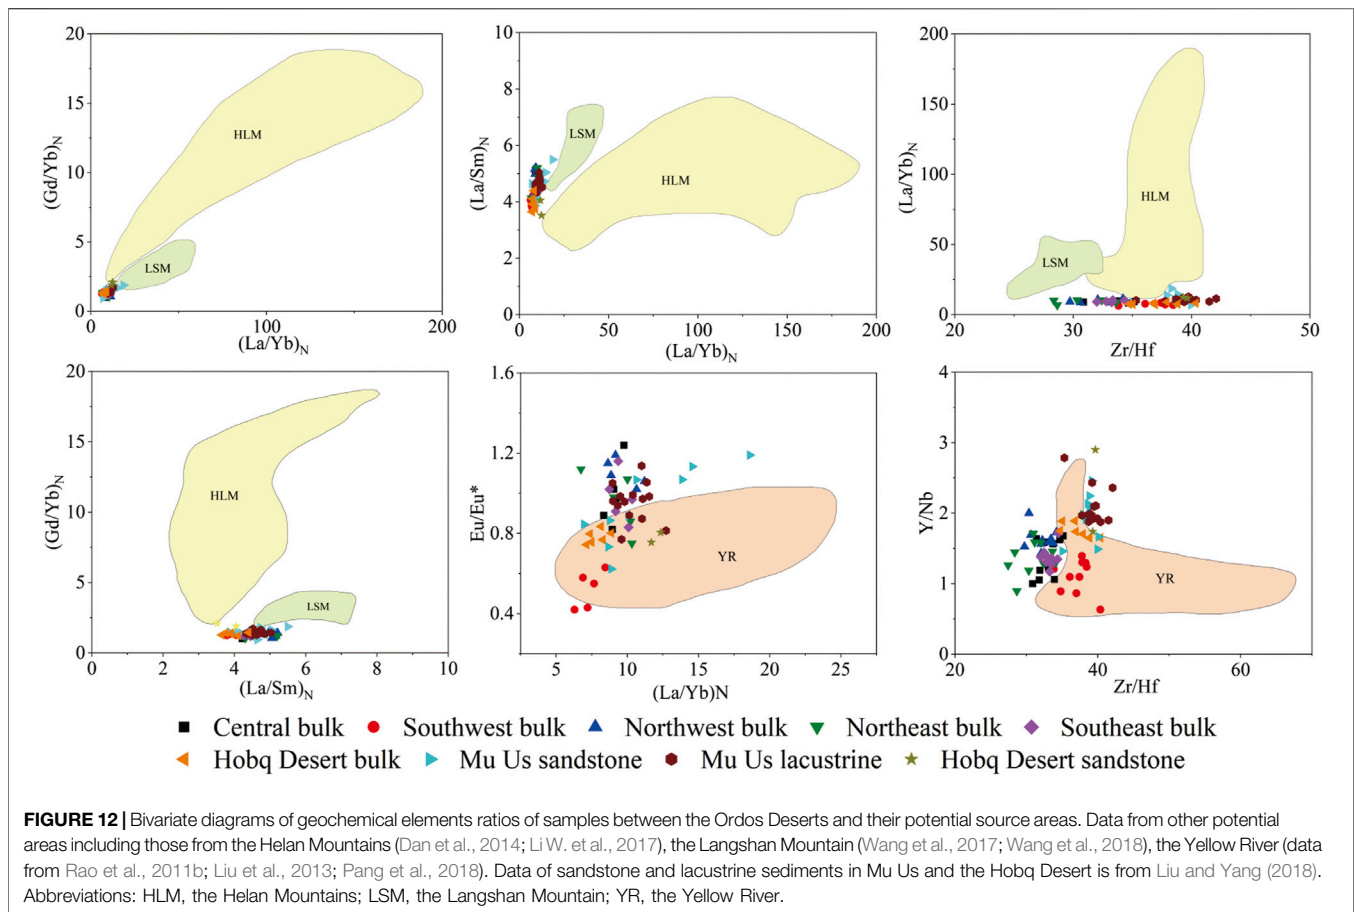 20
15
10
5
0
(Gd/Yb)N
HLM
LSM
0 100 200
(La/Yb)N
10
8
6
4
2
0
(La/Sm)N
LSM
HLM
0 50 100 150 200
(La/Yb)N
200
150
100
50
0
(La/Yb)N
HLM
LSM
20 30 40 50
Zr/Hf
20
15
10
5
0
(Gd/Yb)N
HLM
LSM
0 2 4 6 8 10
(La/Sm)N
1.6
1.2
0.8
0.4
Eu/Eu*
YR
5 10 15 20 25
(La/Yb)N
4
3
2
1
0
Y/Nb
YR
20 40 60
Zr/Hf
Central bulk Southwest bulk Northwest bulk Northeast bulk Southeast bulk
Hobq Desert bulk Mu Us sandstone Mu Us lacustrine Hobq Desert sandstone
FIGURE 12 | Bivariate diagrams of geochemical elements ratios of samples between the Ordos Deserts and their potential source areas. Data from other potential
areas including those from the Helan Mountains (Dan et al., 2014; Li W. et al., 2017), the Langshan Mountain (Wang et al., 2017; Wang et al., 2018), the Yellow River (data
from Rao et al., 2011b; Liu et al., 2013; Pang et al., 2018). Data of sandstone and lacustrine sediments in Mu Us and the Hobq Desert is from Liu and Yang (2018).
Abbreviations: HLM, the Helan Mountains; LSM, the Langshan Mountain; YR, the Yellow River.